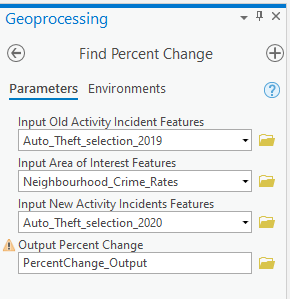 Geoprocessing
Find Percent Change
Parameters Environments
Input Old Activity Incident Features
Auto_Theft_selection_2019
Input Area of Interest Features
Neighbourhood_Crime_Rates
Input New Activity Incidents Features
Auto_Theft_selection_2020
Output Percent Change
PercentChange_Output